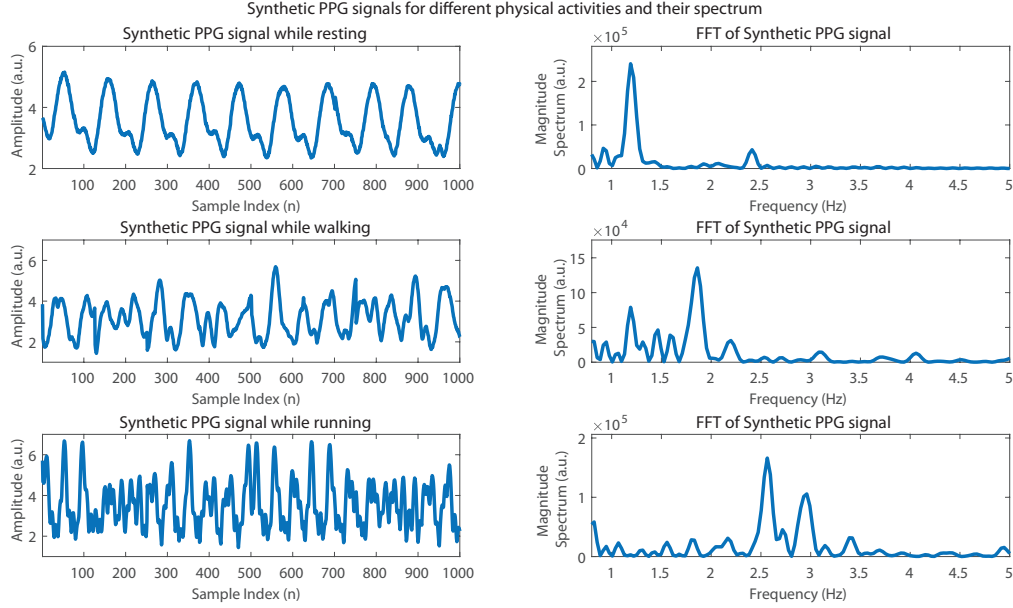 Synthetic PPG signals for different physical activities and their spectrum
Synthetic PPG signal while resting
6
4
2
Amplitude (a.u.)
100 200 300 400 500 600 700 800 900 1000
Sample Index (n)
FFT of Synthetic PPG signal
×10⁵
2
1
0
Magnitude
Spectrum (a.u.)
1 1.5 2 2.5 3 3.5 4 4.5 5
Frequency (Hz)
Synthetic PPG signal while walking
6
4
2
Amplitude (a.u.)
100 200 300 400 500 600 700 800 900 1000
Sample Index (n)
FFT of Synthetic PPG signal
×10⁴
15
10
5
0
Magnitude
Spectrum (a.u.)
1 1.5 2 2.5 3 3.5 4 4.5 5
Frequency (Hz)
Synthetic PPG signal while running
6
4
2
Amplitude (a.u.)
100 200 300 400 500 600 700 800 900 1000
Sample Index (n)
FFT of Synthetic PPG signal
×10⁵
2
1
0
Magnitude
Spectrum (a.u.)
1 1.5 2 2.5 3 3.5 4 4.5 5
Frequency (Hz)